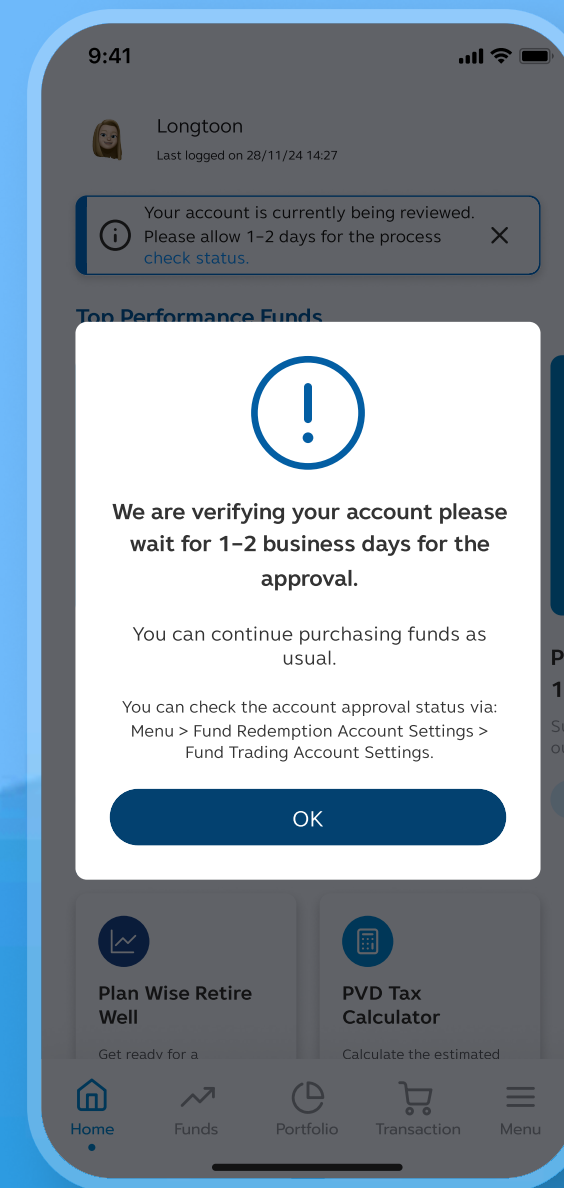 9:41
Longtoon
Last logged on 28/11/24 14:27
Your account is currently being reviewed.
Please allow 1-2 days for the process
check status.
Top Performance Funds
We are verifying your account please
wait for 1-2 business days for the
approval.
You can continue purchasing funds as
usual.
You can check the account approval status via:
Menu > Fund Redemption Account Settings >
Fund Trading Account Settings.
OK
Plan Wise Retire
Well
Get ready for a
PVD Tax
Calculator
Calculate the estimated
Home
Funds
Portfolio
Transaction
Menu